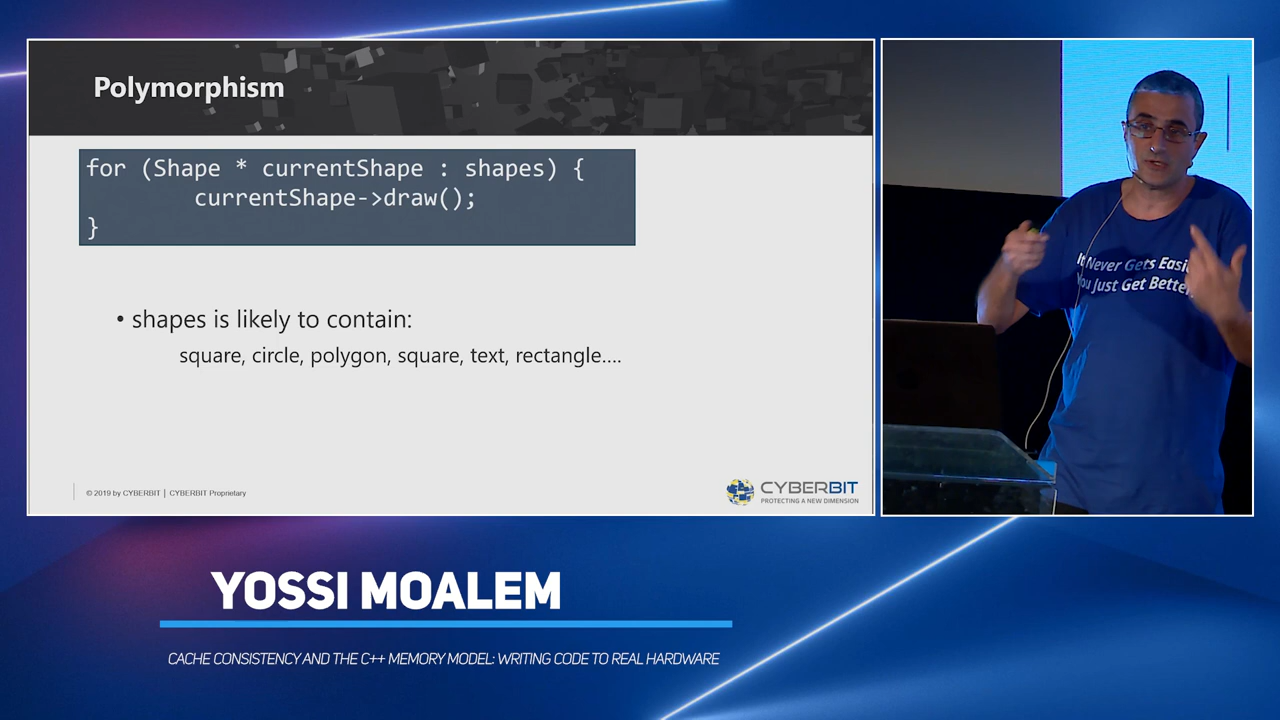 Polymorphism
for (Shape * currentShape : shapes) {
currentShape->draw();
}
• shapes is likely to contain:
square, circle, polygon, square, text, rectangle....
© 2019 by CYBERBIT | CYBERBIT Proprietary
CYBERBIT
PROTECTING A NEW DIMENSION
It Never Gets Easi
You Just Get Bette
YOSSI MOALEM
CACHE CONSISTENCY AND THE C++ MEMORY MODEL: WRITING CODE TO REAL HARDWARE